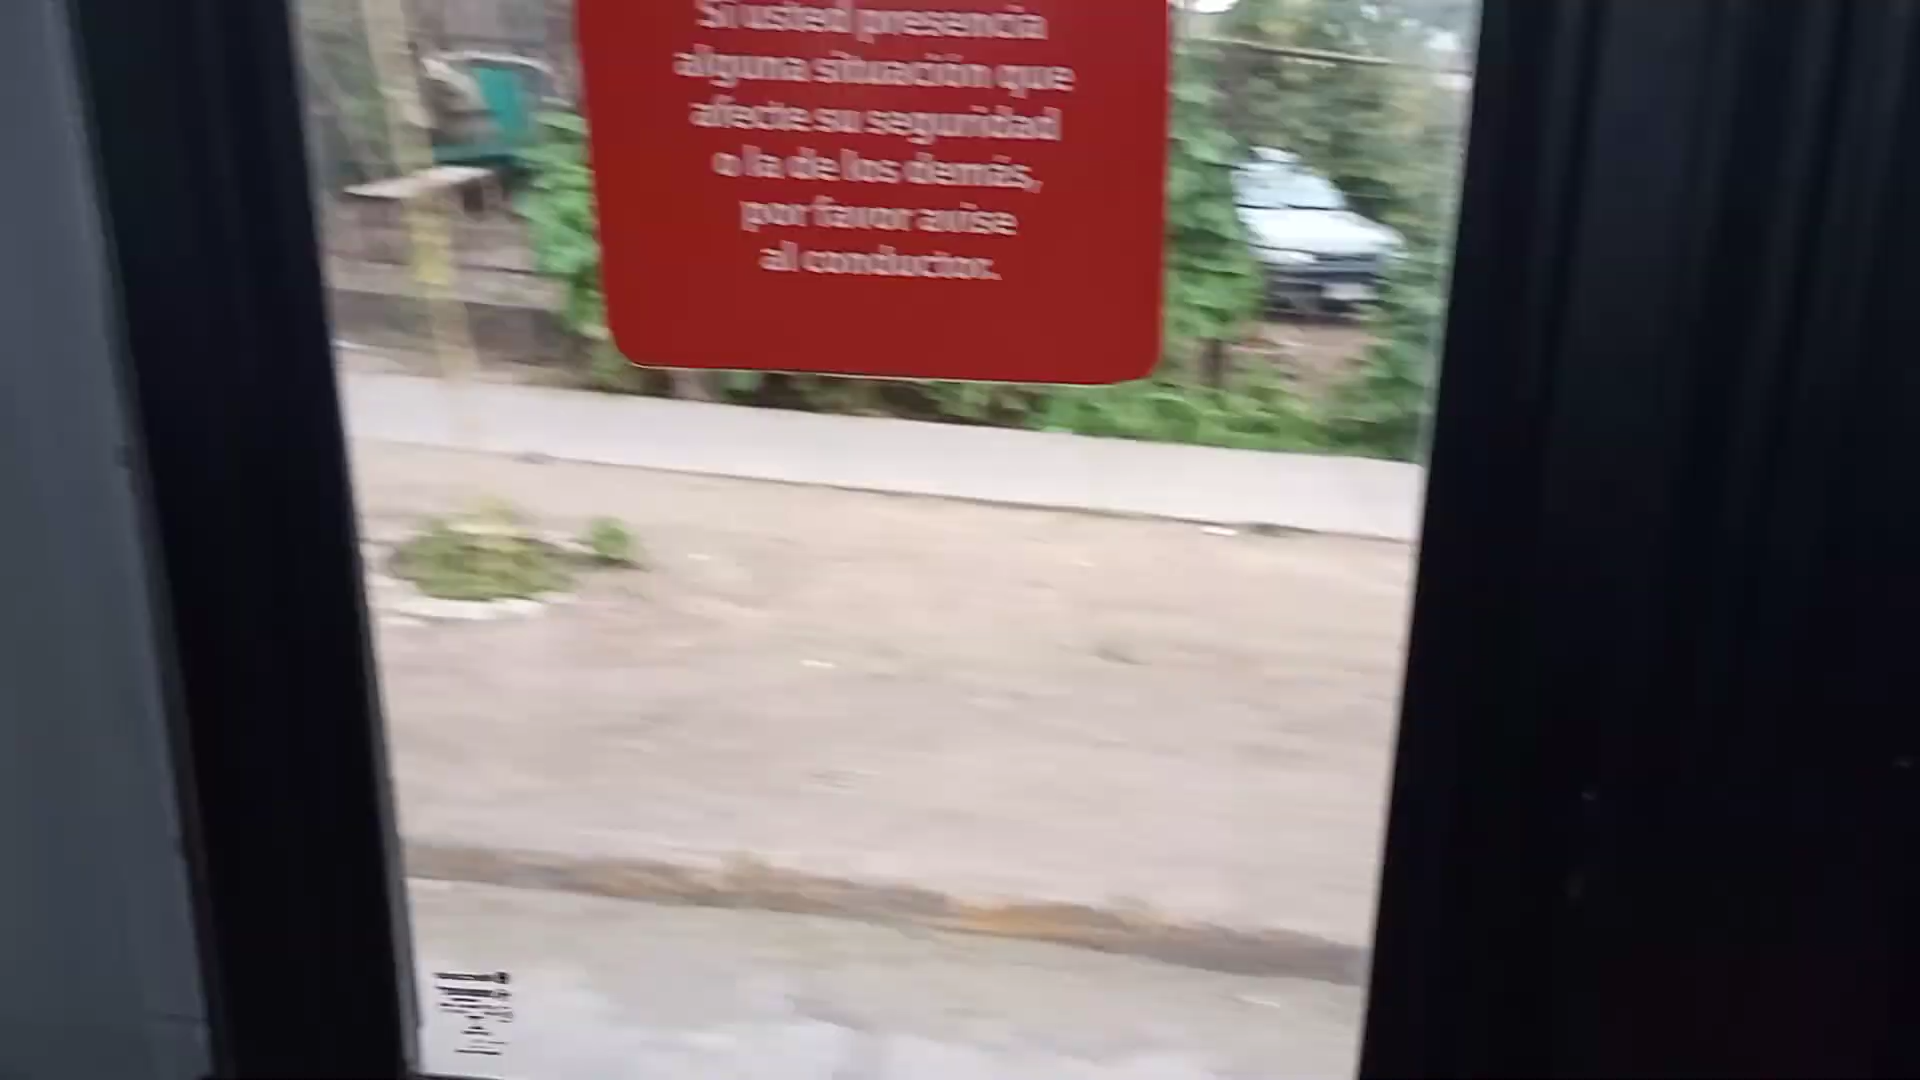 Si usted presencia
alguna situación que
afecte su seguridad
o la de los demás,
por favor avise
al conductor.